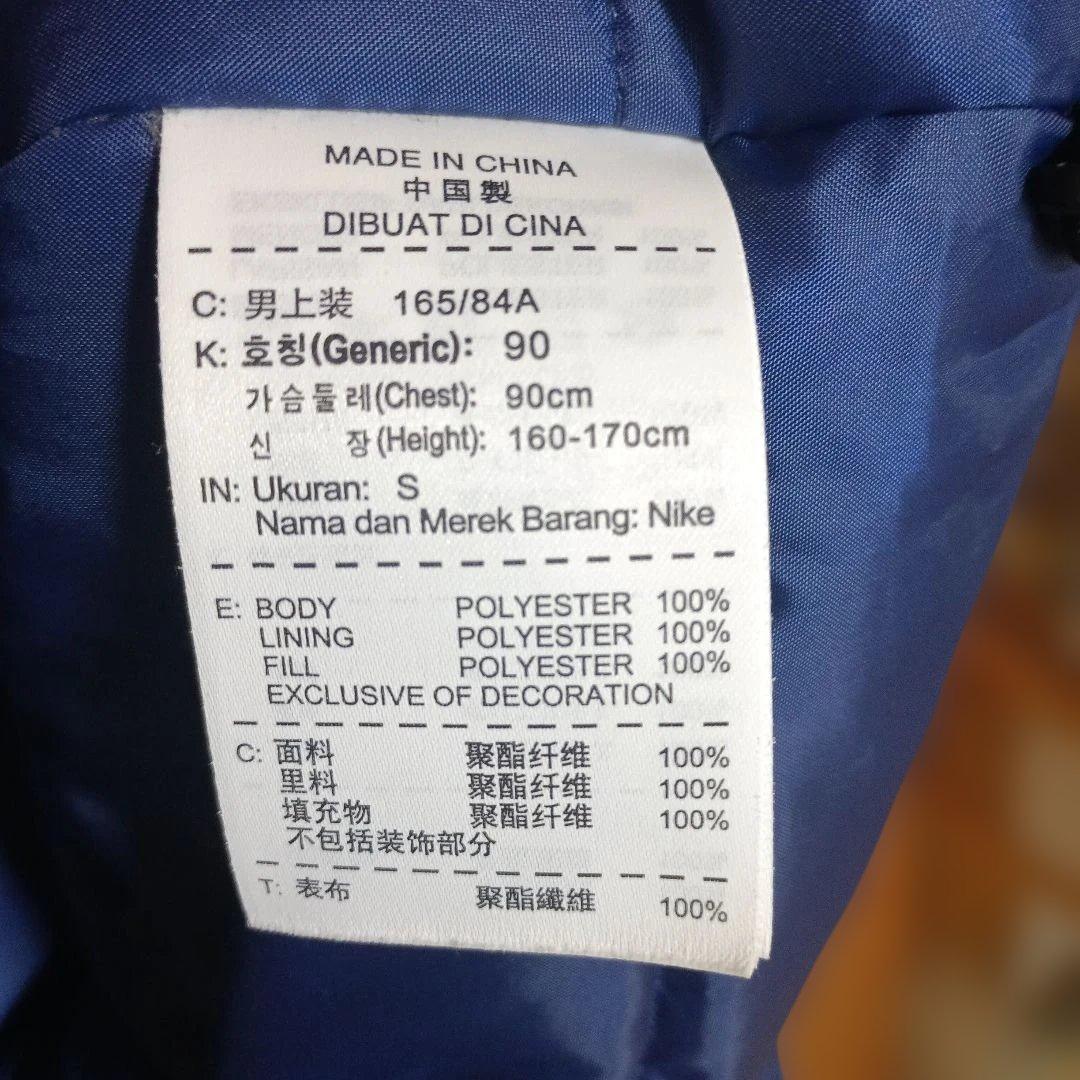 MADE IN CHINA
中国製
DIBUAT DI CINA
C: 男上装 165/84A
K: 호칭(Generic): 90
가슴둘레(Chest): 90cm
신 장(Height): 160-170cm
IN: Ukuran: S
Nama dan Merek Barang: Nike
E: BODY POLYESTER 100%
LINING POLYESTER 100%
FILL POLYESTER 100%
EXCLUSIVE OF DECORATION
C: 面料 聚酯纤维 100%
里料 聚酯纤维 100%
填充物 聚酯纤维 100%
不包括装饰部分
T: 表布 聚酯纖維 100%